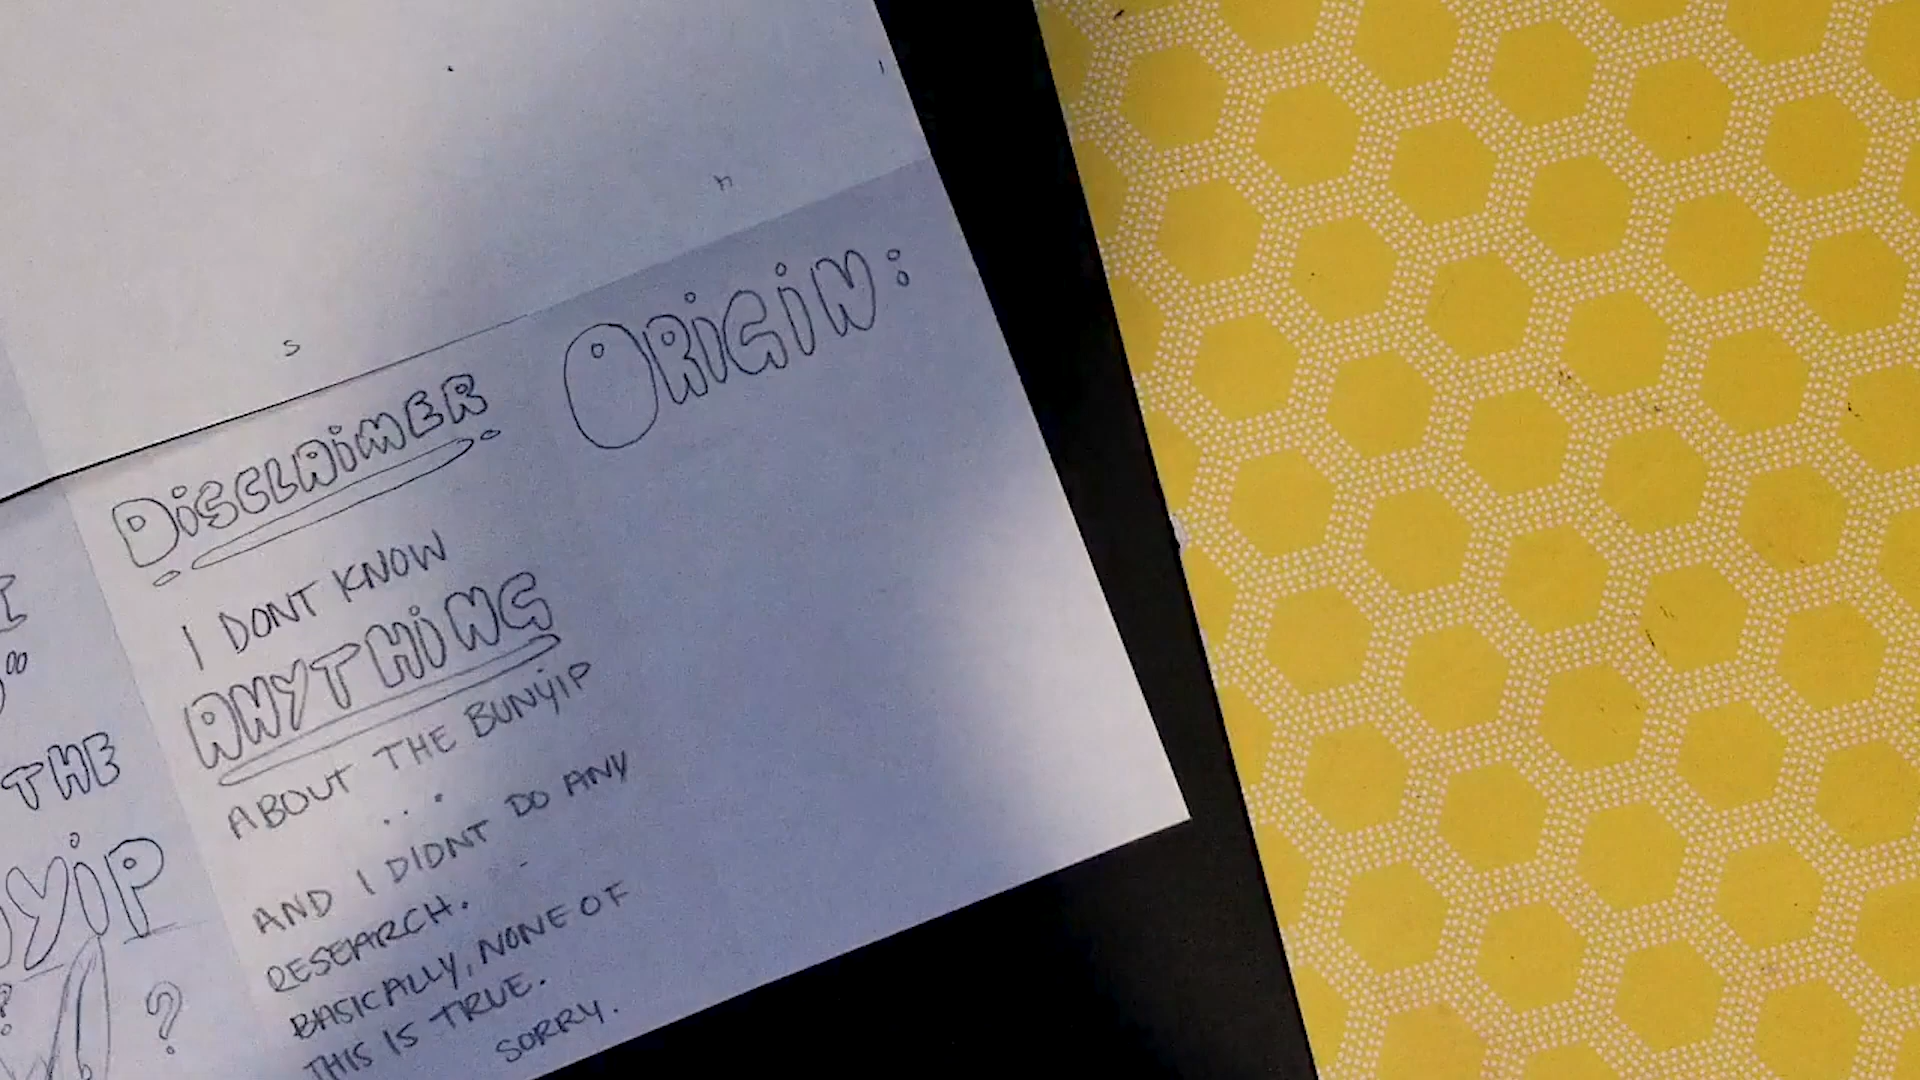 n
s
DISCLAIMER
I DONT KNOW
ANYTHING
ABOUT THE BUNYIP
...
AND I DIDNT DO ANY
RESEARCH.
BASICALLY, NONE OF
THIS IS TRUE.
SORRY.
ORIGIN:
THE
YIP
?